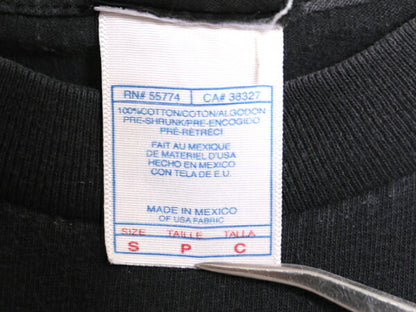 RN# 55774 CA# 36327
100%COTTON/COTON/ALGODON
PRE-SHRUNK/PRE-ENCOGIDO
PRÉ-RÉTRÉCI
FAIT AU MEXIQUE
DE MATERIEL D'USA
HECHO EN MEXICO
CON TELA DE E.U.
MADE IN MEXICO
OF USA FABRIC
SIZE TAILLE TALLA
S P C